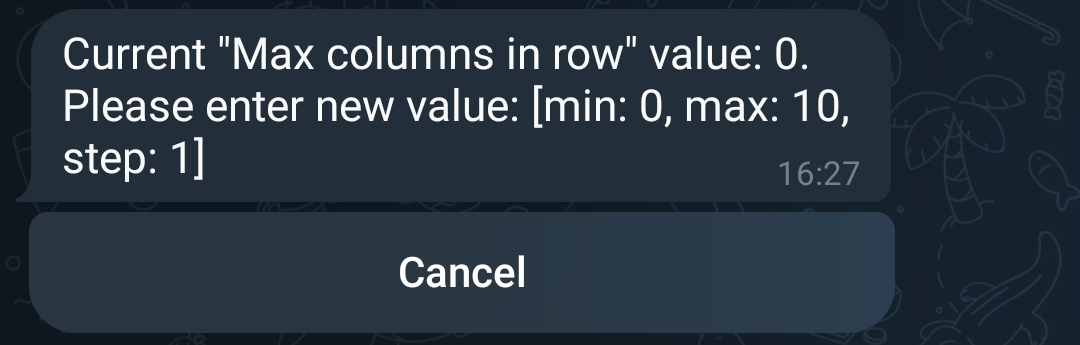 Current "Max columns in row" value: 0.
Please enter new value: [min: 0, max: 10,
step: 1]
16:27
Cancel